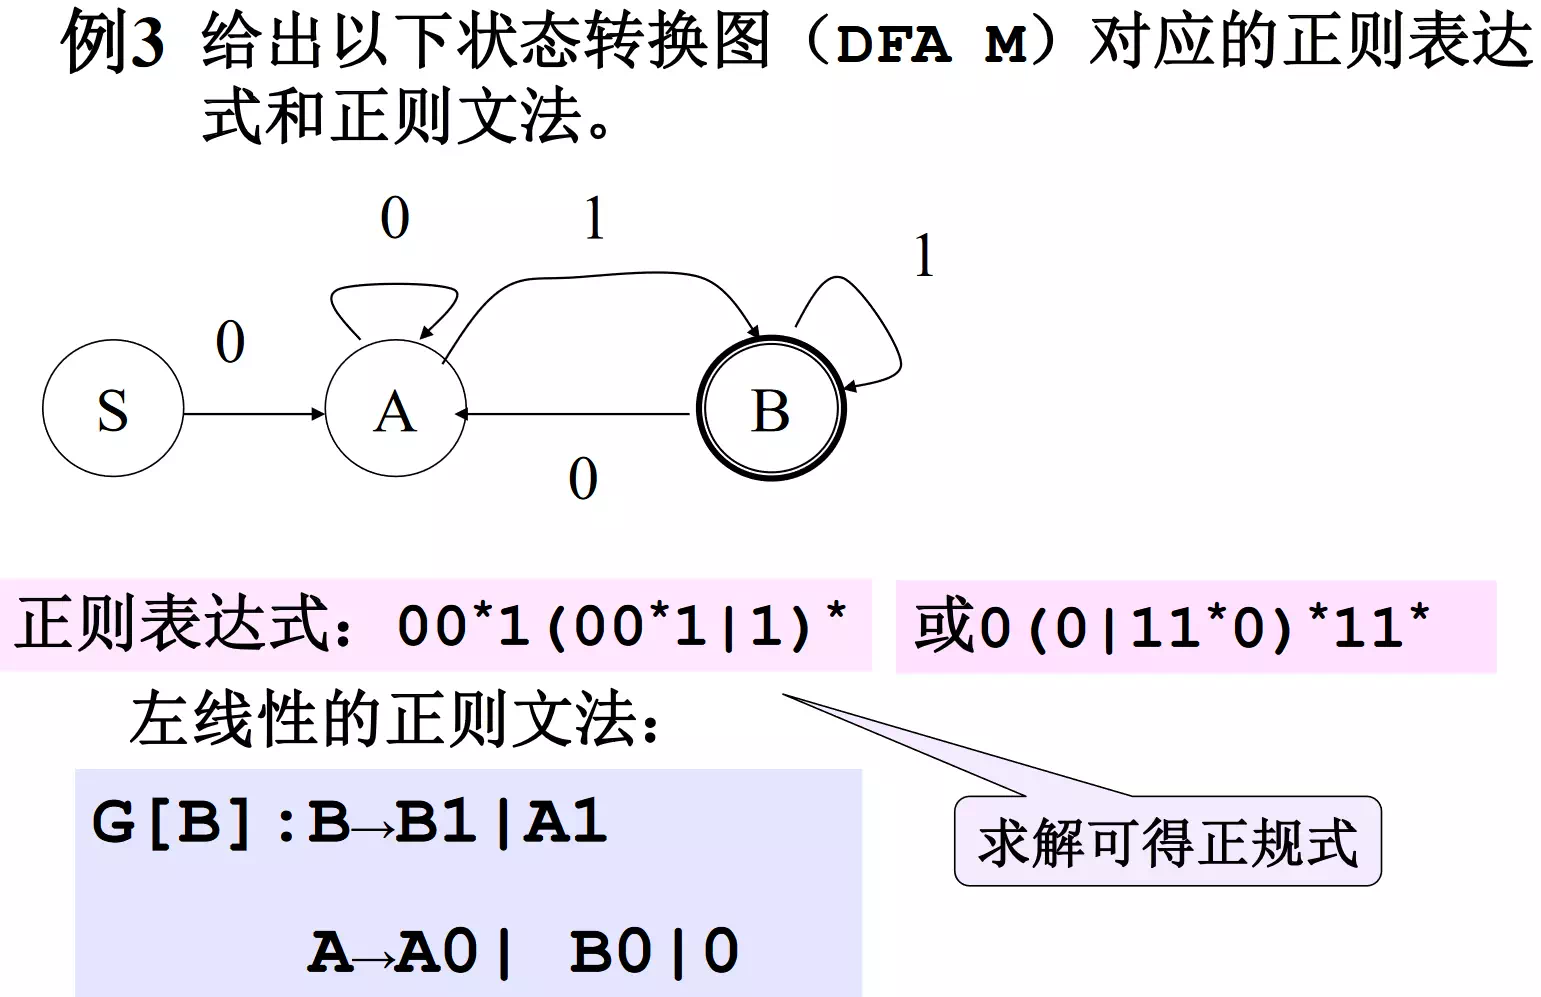 例3 给出以下状态转换图（DFA M）对应的正则表达
式和正则文法。
0
1
1
0
S
A
B
0
正则表达式：00*1(00*1|1)*
或0(0|11*0)*11*
左线性的正则文法：
G[B]:B→B1|A1
求解可得正规式
A→A0| B0|0